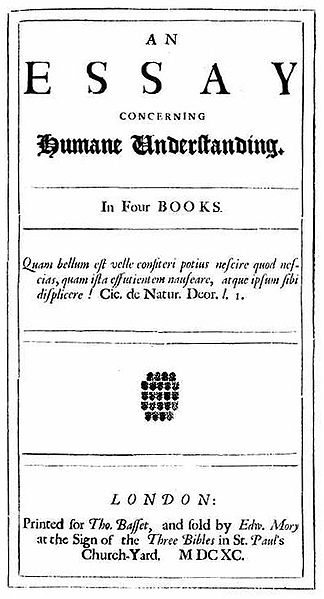 AN
ESSAY
CONCERNING
Humane Understanding.
In Four BOOKS.
Quam bellum est velle confiteri potius nescire quod nes-
cias, quam ista effutientem nauseare, atque ipsum sibi
displicere! Cic. de Natur. Deor. l. 1.
LONDON:
Printed for Tho. Basset, and sold by Edw. Mory
at the Sign of the Three Bibles in St. Paul's
Church-Yard, MDCXC.